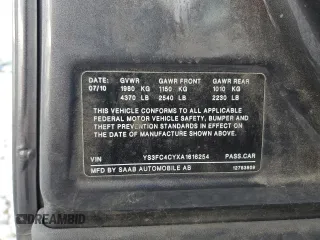 DATE: GVWR GAWR FRONT GAWR REAR
07/10 1980 KG 1150 KG 1010 KG
4370 LB 2540 LB 2230 LB
THIS VEHICLE CONFORMS TO ALL APPLICABLE
FEDERAL MOTOR VEHICLE SAFETY, BUMPER AND
THEFT PREVENTION STANDARDS IN EFFECT ON THE
DATE OF MANUFACTURE SHOWN ABOVE.
VIN YS3FC4CYXA1616254 PASS.CAR
MFD BY SAAB AUTOMOBILE AB
DREAMBID